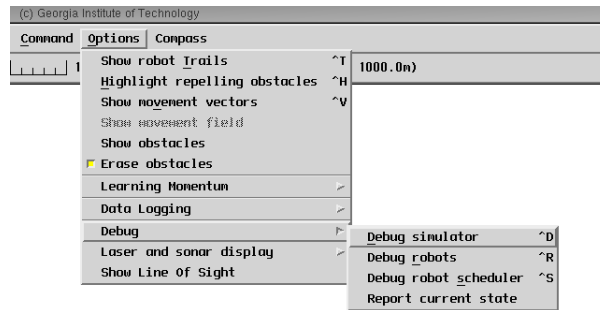 (c) Georgia Institute of Technology
Command Options Compass
1 1000.0m)
Show robot Trails ^T
Highlight repelling obstacles ^H
Show movement vectors ^V
Show movement field
Show obstacles
Erase obstacles
Learning Momentum
Data Logging
Debug
Laser and sonar display
Show Line Of Sight
Debug simulator ^D
Debug robots ^R
Debug robot scheduler ^S
Report current state